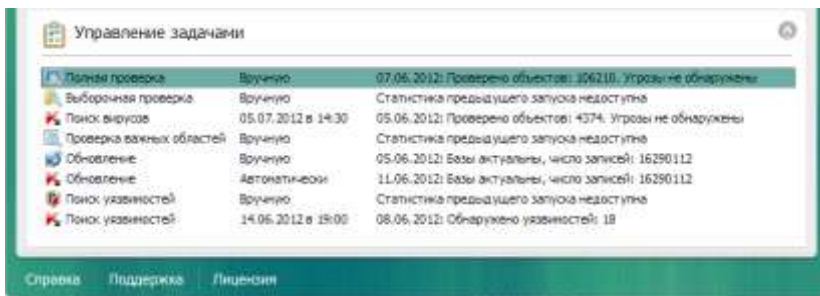 Управление задачами
Полная проверка Вручную 07.06.2012: Проверено объектов: 106210. Угрозы не обнаружены
Выборочная проверка Вручную Статистика предыдущего запуска недоступна
Поиск вирусов 05.07.2012 в 14:30 05.06.2012: Проверено объектов: 4374. Угрозы не обнаружены
Проверка важных областей Вручную Статистика предыдущего запуска недоступна
Обновление Вручную 05.06.2012: Базы актуальны, число записей: 16290112
Обновление Автоматически 11.06.2012: Базы актуальны, число записей: 16290112
Поиск уязвимостей Вручную Статистика предыдущего запуска недоступна
Поиск уязвимостей 14.06.2012 в 19:00 08.06.2012: Обнаружено уязвимостей: 18
Справка Поддержка Лицензия